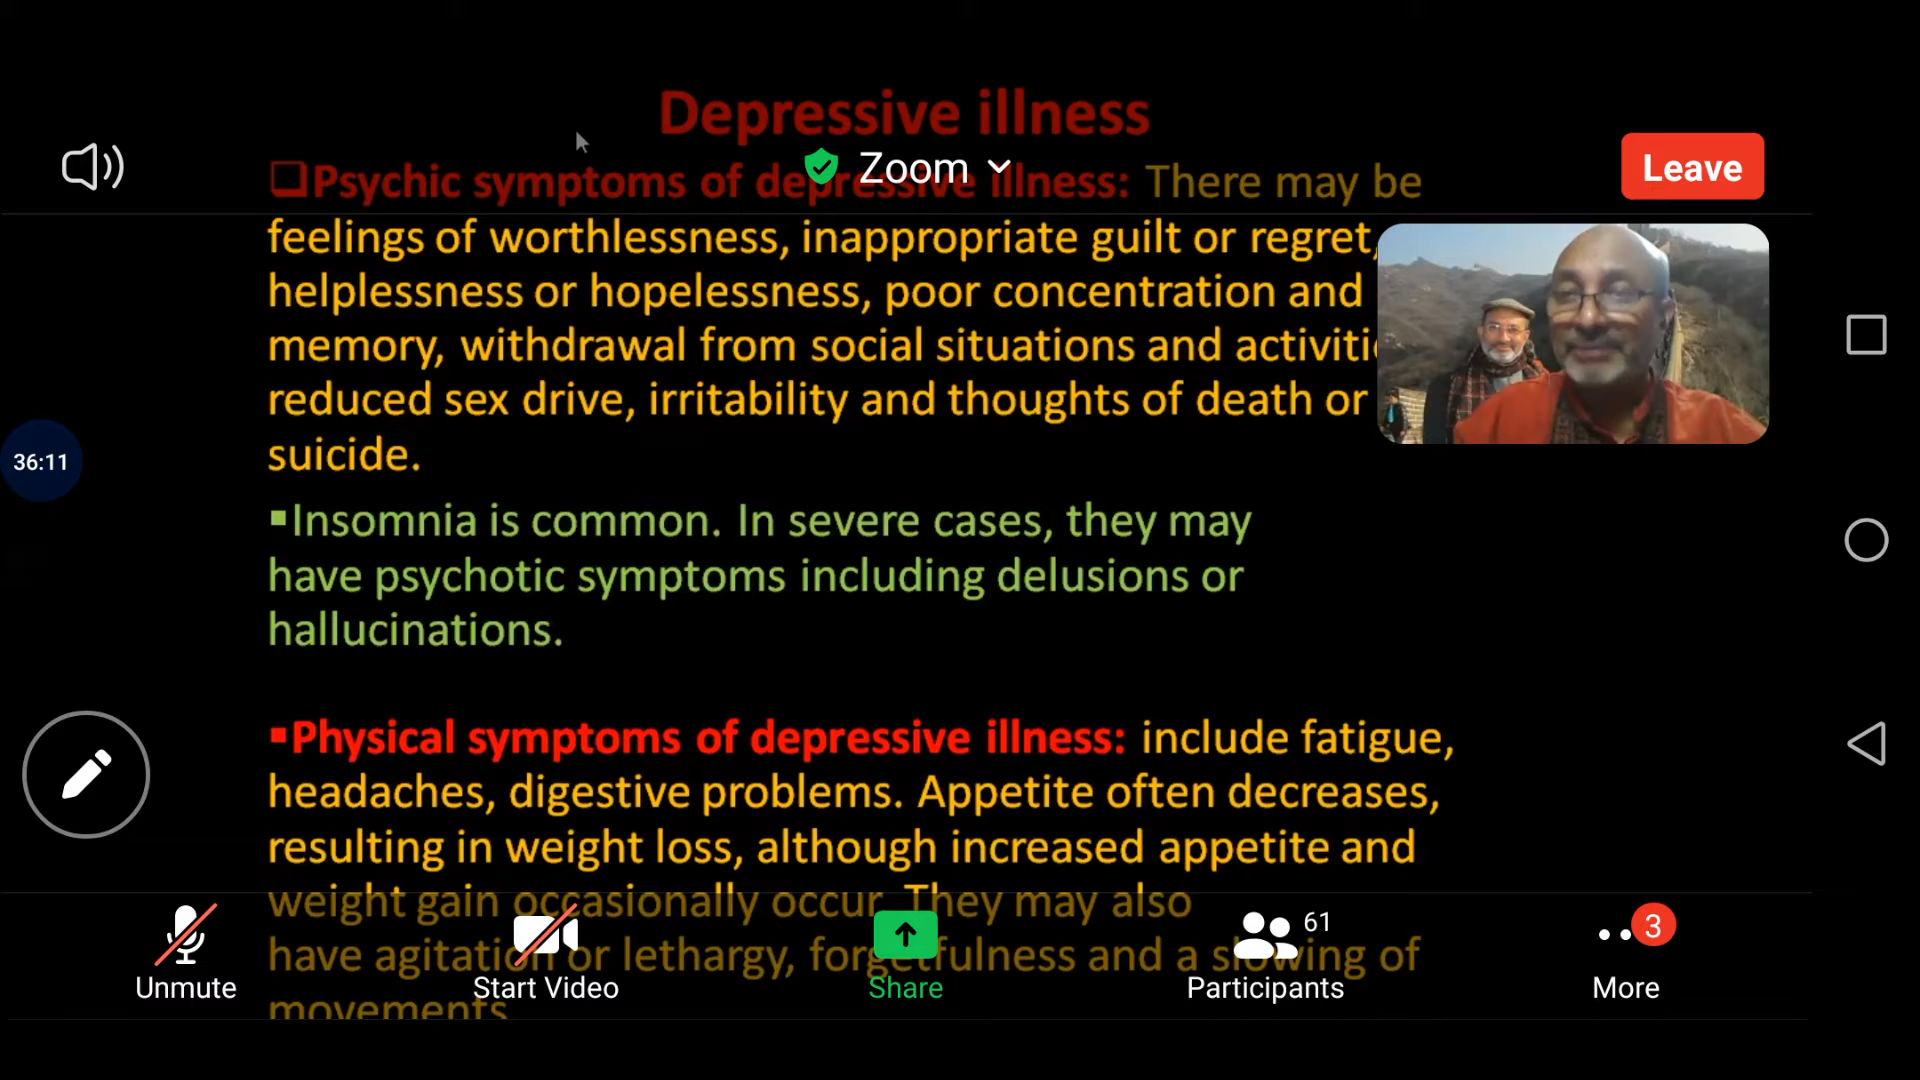 Depressive illness
Zoom
Leave
❑Psychic symptoms of depressive illness: There may be
feelings of worthlessness, inappropriate guilt or regret,
helplessness or hopelessness, poor concentration and
memory, withdrawal from social situations and activiti
reduced sex drive, irritability and thoughts of death or
suicide.
36:11
▪Insomnia is common. In severe cases, they may
have psychotic symptoms including delusions or
hallucinations.
▪Physical symptoms of depressive illness: include fatigue,
headaches, digestive problems. Appetite often decreases,
resulting in weight loss, although increased appetite and
weight gain occasionally occur. They may also
have agitation or lethargy, forgetfulness and a slowing of
movements.
61
3
Unmute
Start Video
Share
Participants
More